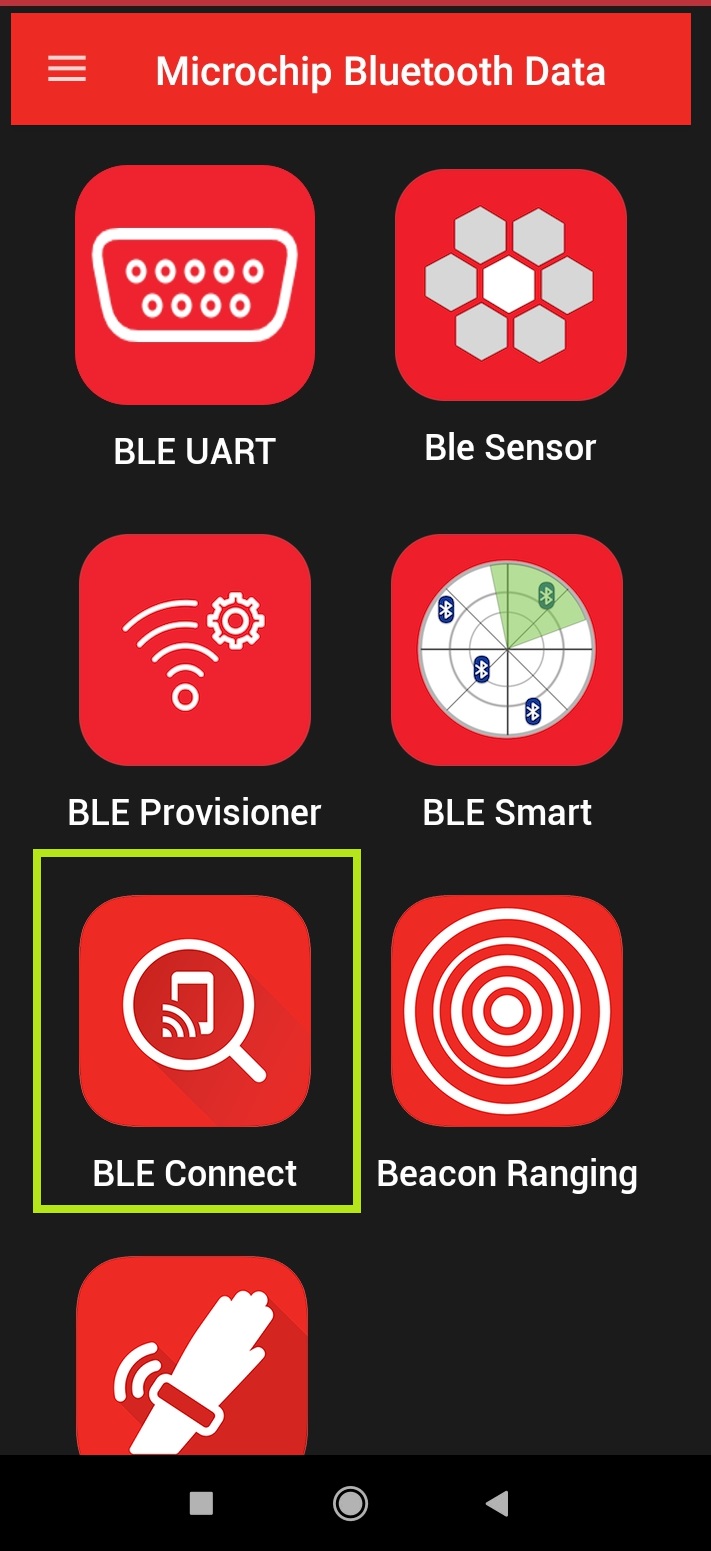 Microchip Bluetooth Data
BLE UART
Ble Sensor
BLE Provisioner
BLE Smart
BLE Connect
Beacon Ranging